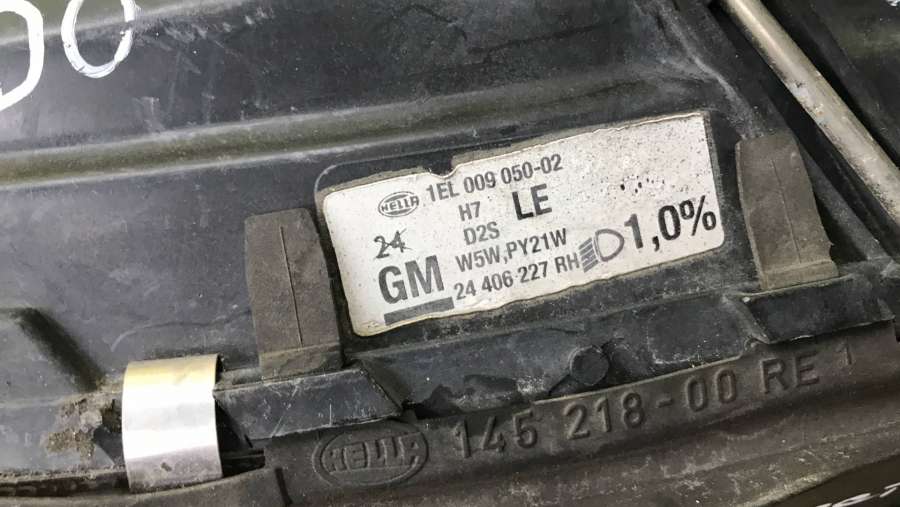 HELLA 1EL 009 050-02
H7 LE
24 D2S
W5W,PY21W 1,0%
GM 24 406 227 RH
HELLA 145 218-00 RE 1